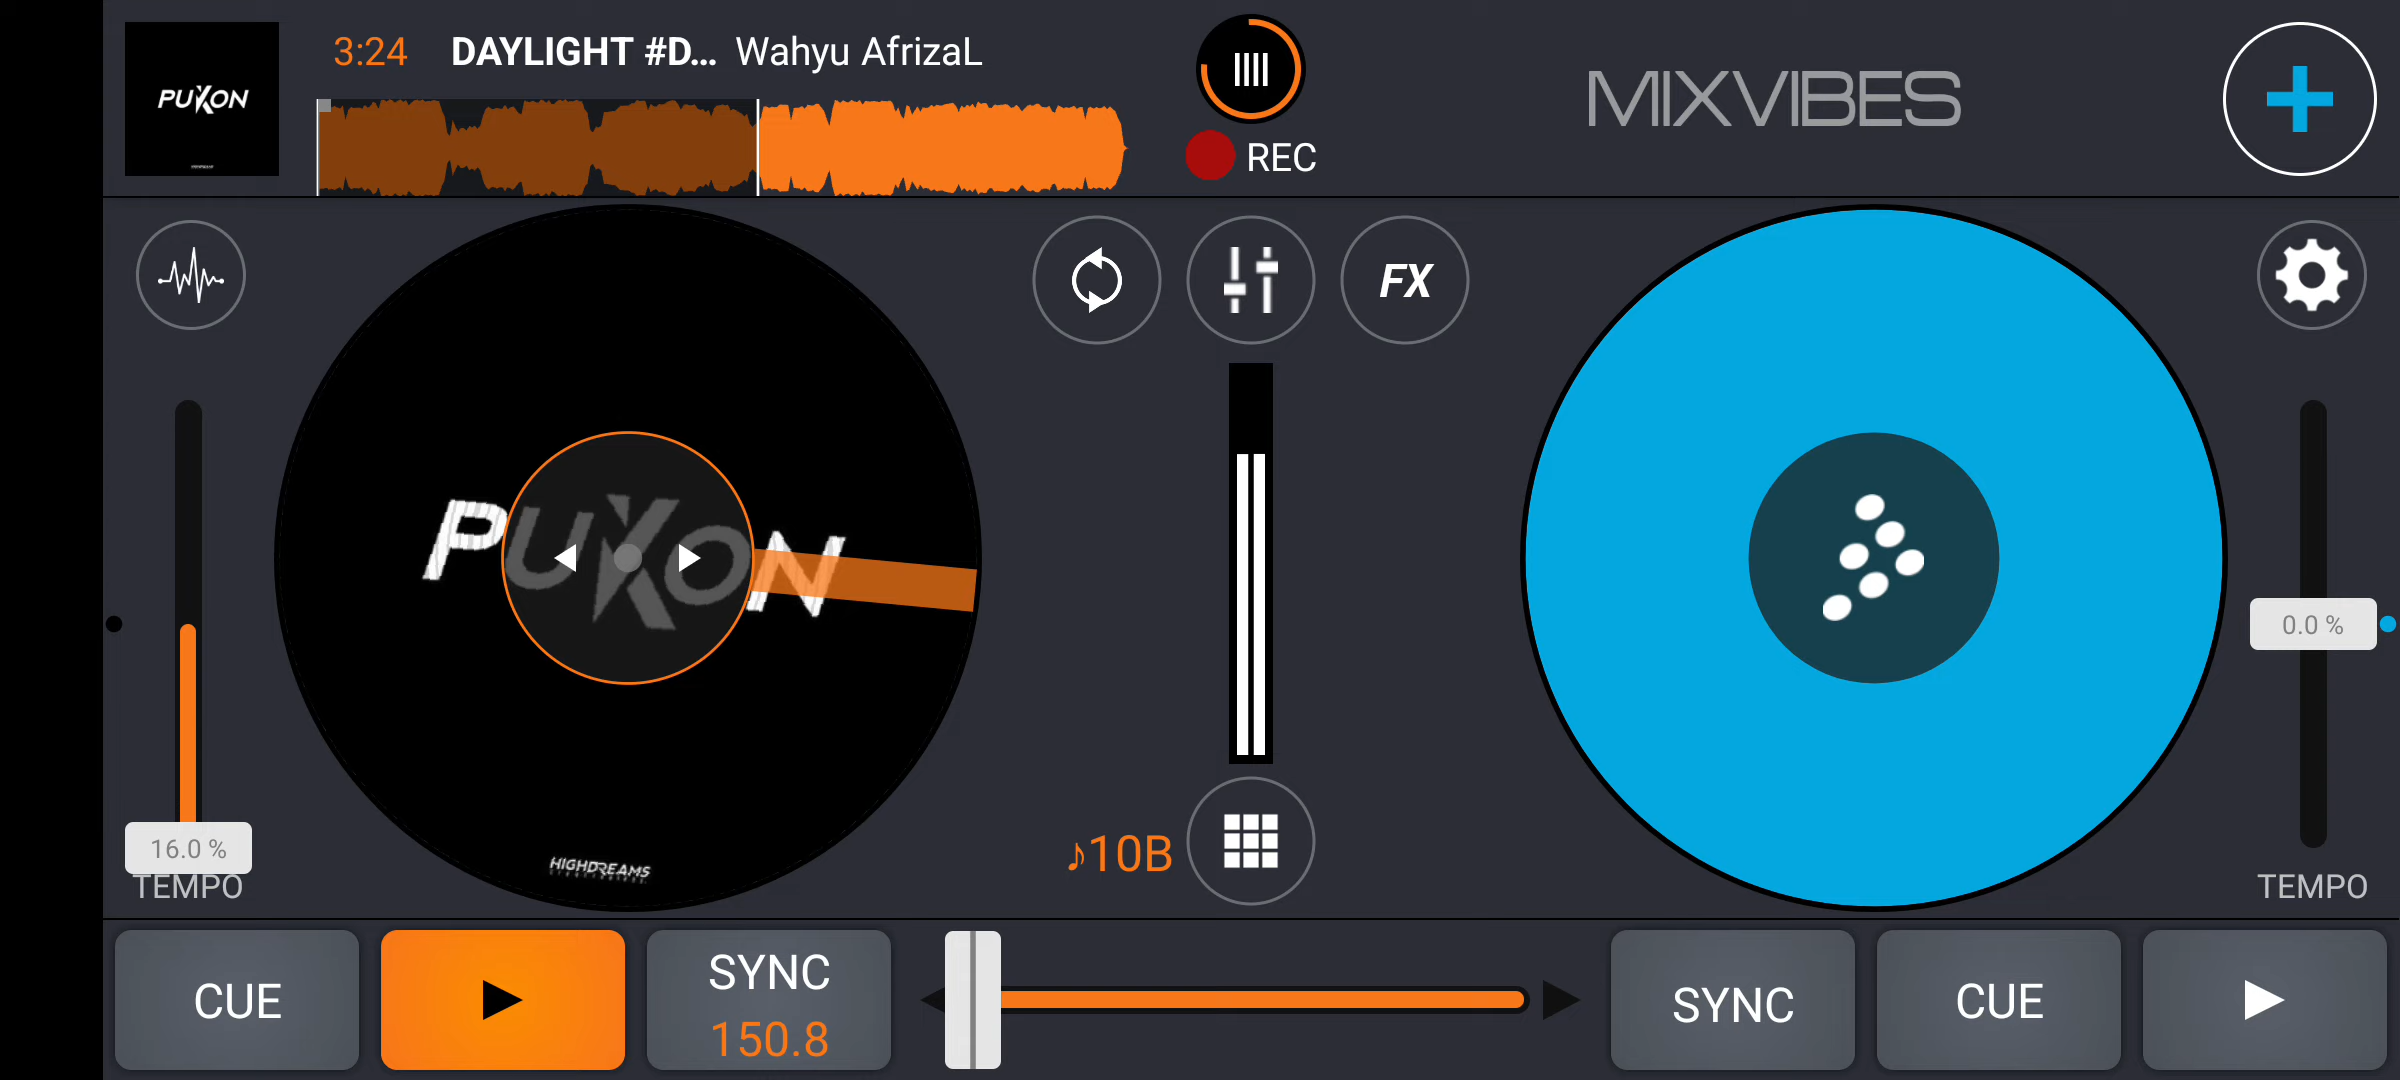 PUXON
3:24 DAYLIGHT #D... Wahyu AfrizaL
REC
MIXVIBES
FX
PUXON
0.0 %
16.0 %
TEMPO
HIGHDREAMS
♪10B
TEMPO
CUE
SYNC
150.8
SYNC
CUE